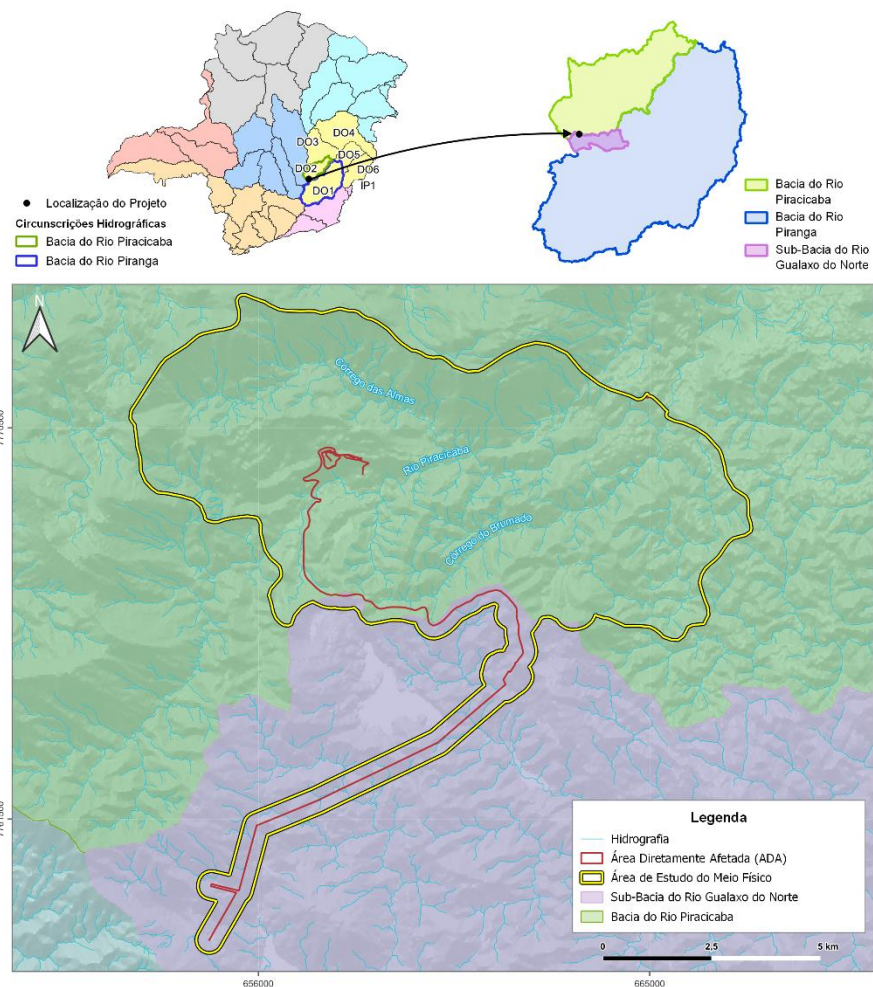 DO3
DO4
DO5
DO2
DO6
DO1
IP1
Localização do Projeto
Circunscrições Hidrográficas
Bacia do Rio Piracicaba
Bacia do Rio Piranga
Bacia do Rio
Piracicaba
Bacia do Rio
Piranga
Sub-Bacia do Rio
Gualaxo do Norte
N
Córrego das Almas
Rio Piracicaba
Córrego do Brumado
Legenda
Hidrografia
Área Diretamente Afetada (ADA)
Área de Estudo do Meio Físico
Sub-Bacia do Rio Gualaxo do Norte
Bacia do Rio Piracicaba
0 2.5 5 km
656000 665000